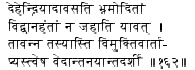 देहेन्द्रियादावसति भ्रमोदितां
विद्वानहंतां न जहाति यावत् ।
तावन्न तस्यास्ति विमुक्तिवार्ता-
प्यस्त्वेष वेदान्तनयान्तदर्शी ॥१६२॥